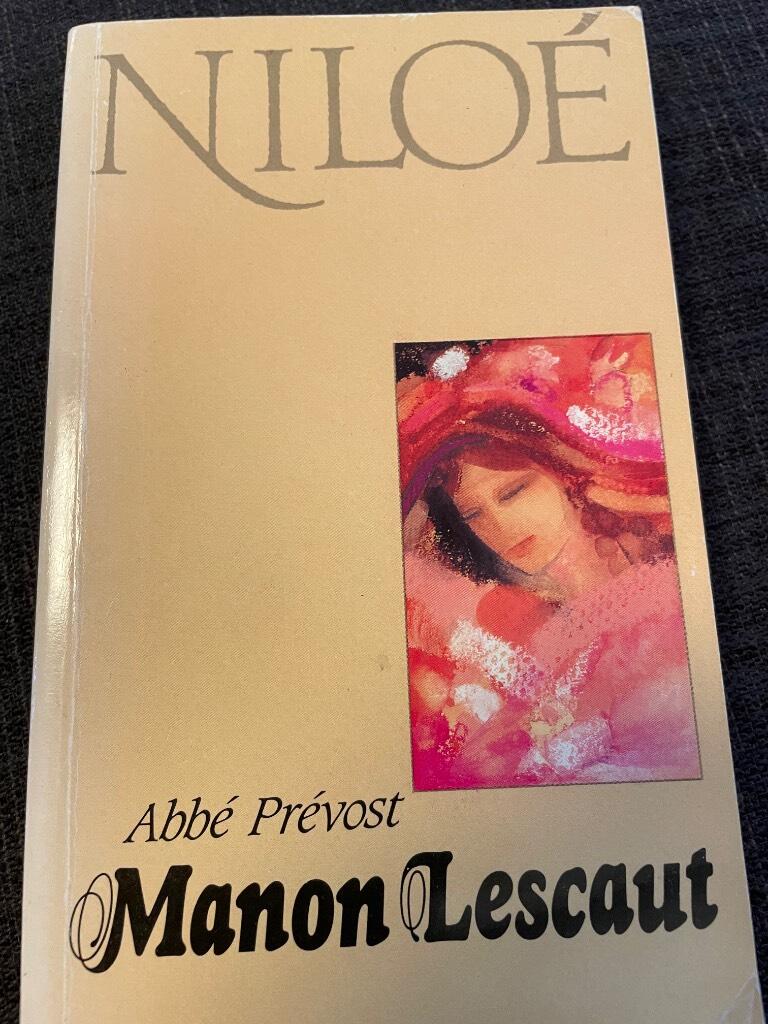 NILOÉ
Abbé Prévost
Manon Lescaut